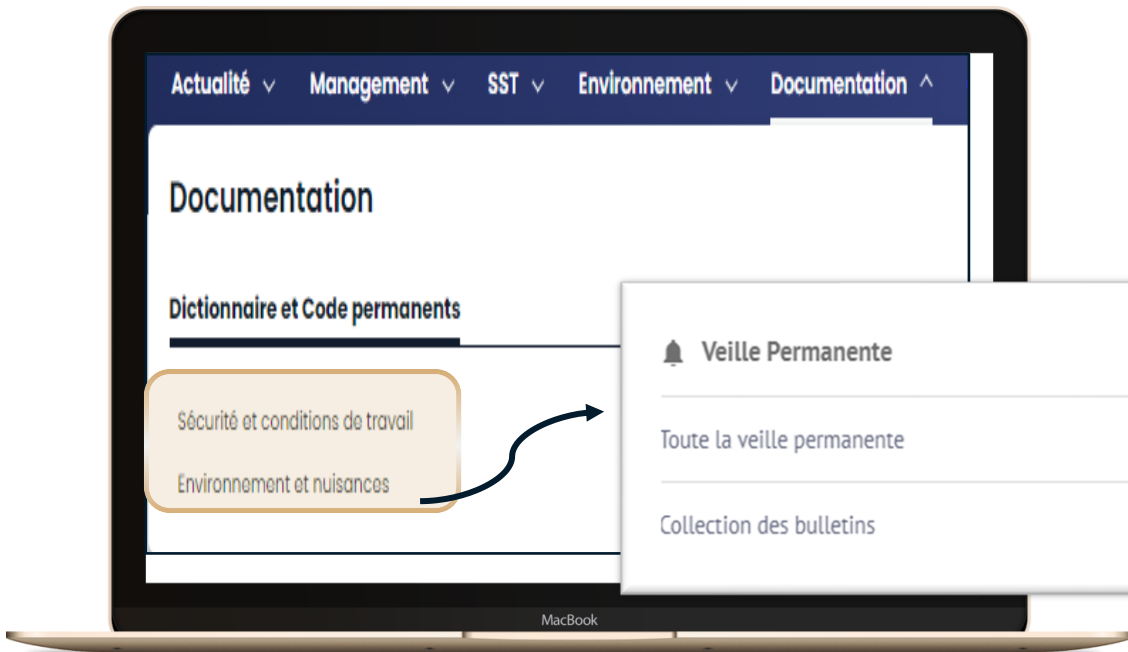 Actualité Management SST Environnement Documentation
Documentation
Dictionnaire et Code permanents
Sécurité et conditions de travail
Environnement et nuisances
Veille Permanente
Toute la veille permanente
Collection des bulletins
MacBook